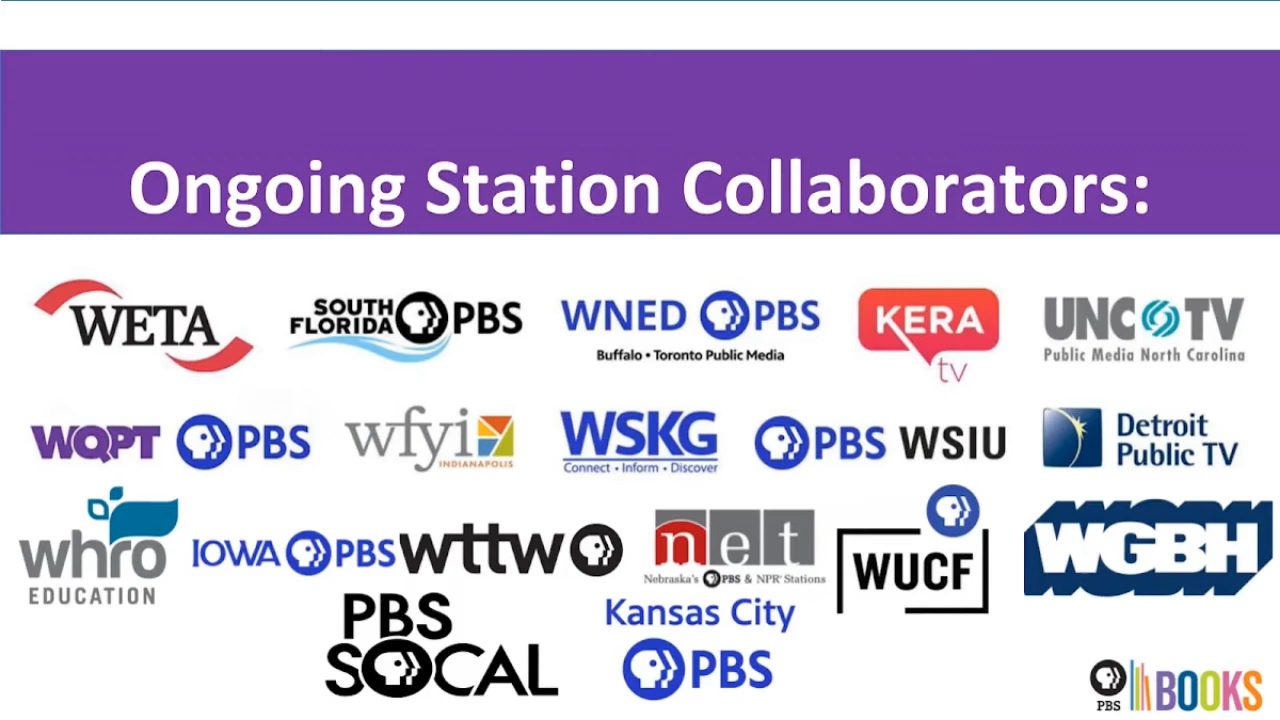 Ongoing Station Collaborators:
WETA
SOUTH FLORIDA PBS
WNED PBS
Buffalo • Toronto Public Media
KERA
tv
UNC TV
Public Media North Carolina
WQPT PBS
wfyi
INDIANAPOLIS
WSKG
Connect • Inform • Discover
PBS WSIU
Detroit
Public TV
whro
EDUCATION
IOWA PBS
wttw
net
Nebraska's PBS & NPR® Stations
WUCF
WGBH
PBS
SOCAL
Kansas City
PBS
PBS BOOKS